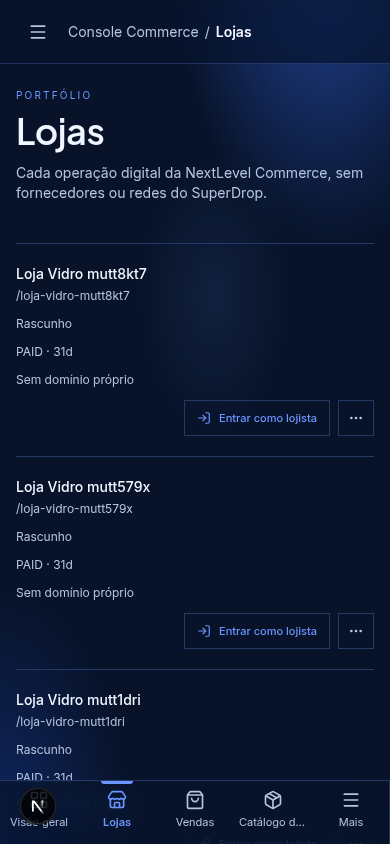 Console Commerce / Lojas
PORTFÓLIO
Lojas
Cada operação digital da NextLevel Commerce, sem
fornecedores ou redes do SuperDrop.
Loja Vidro mutt8kt7
/loja-vidro-mutt8kt7
Rascunho
PAID · 31d
Sem domínio próprio
Entrar como lojista
Loja Vidro mutt579x
/loja-vidro-mutt579x
Rascunho
PAID · 31d
Sem domínio próprio
Entrar como lojista
Loja Vidro mutt1dri
/loja-vidro-mutt1dri
Rascunho
PAID · 31d
N
Visão geral
Lojas
Vendas
Catálogo d...
Mais